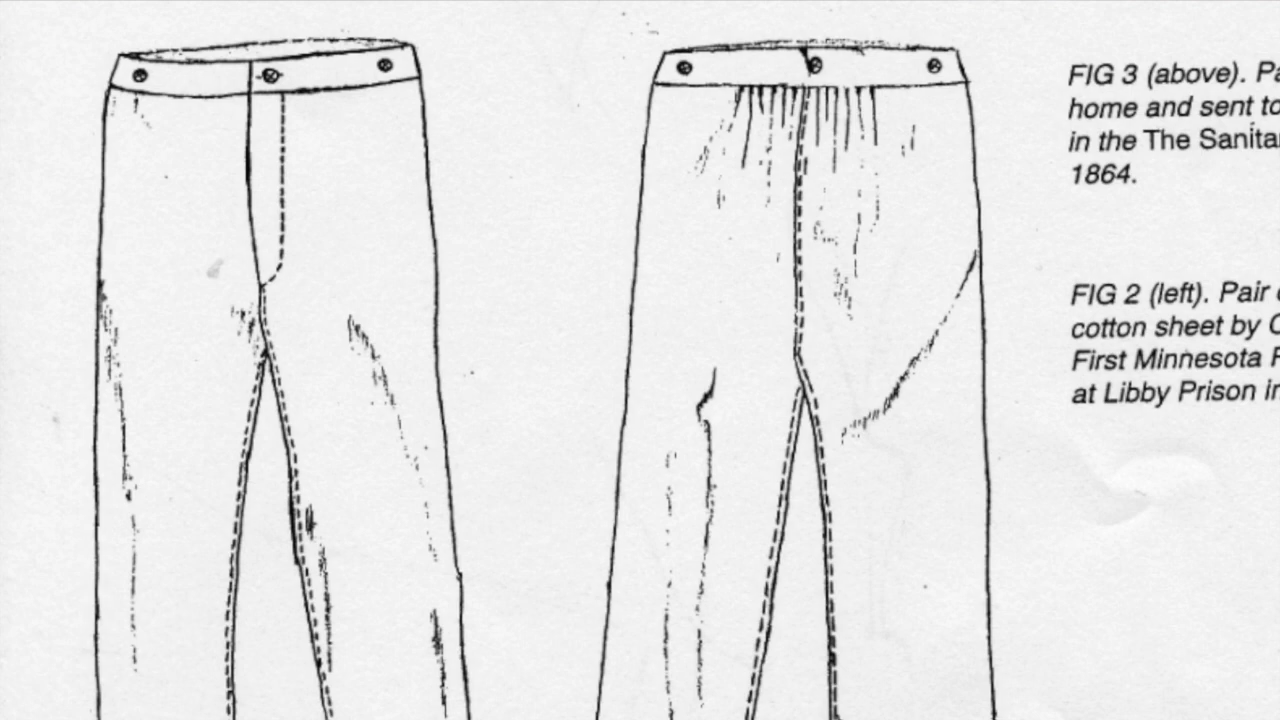 FIG 3 (above). Pa
home and sent to
in the The Sanitar
1864.
FIG 2 (left). Pair
cotton sheet by
First Minnesota
at Libby Prison in